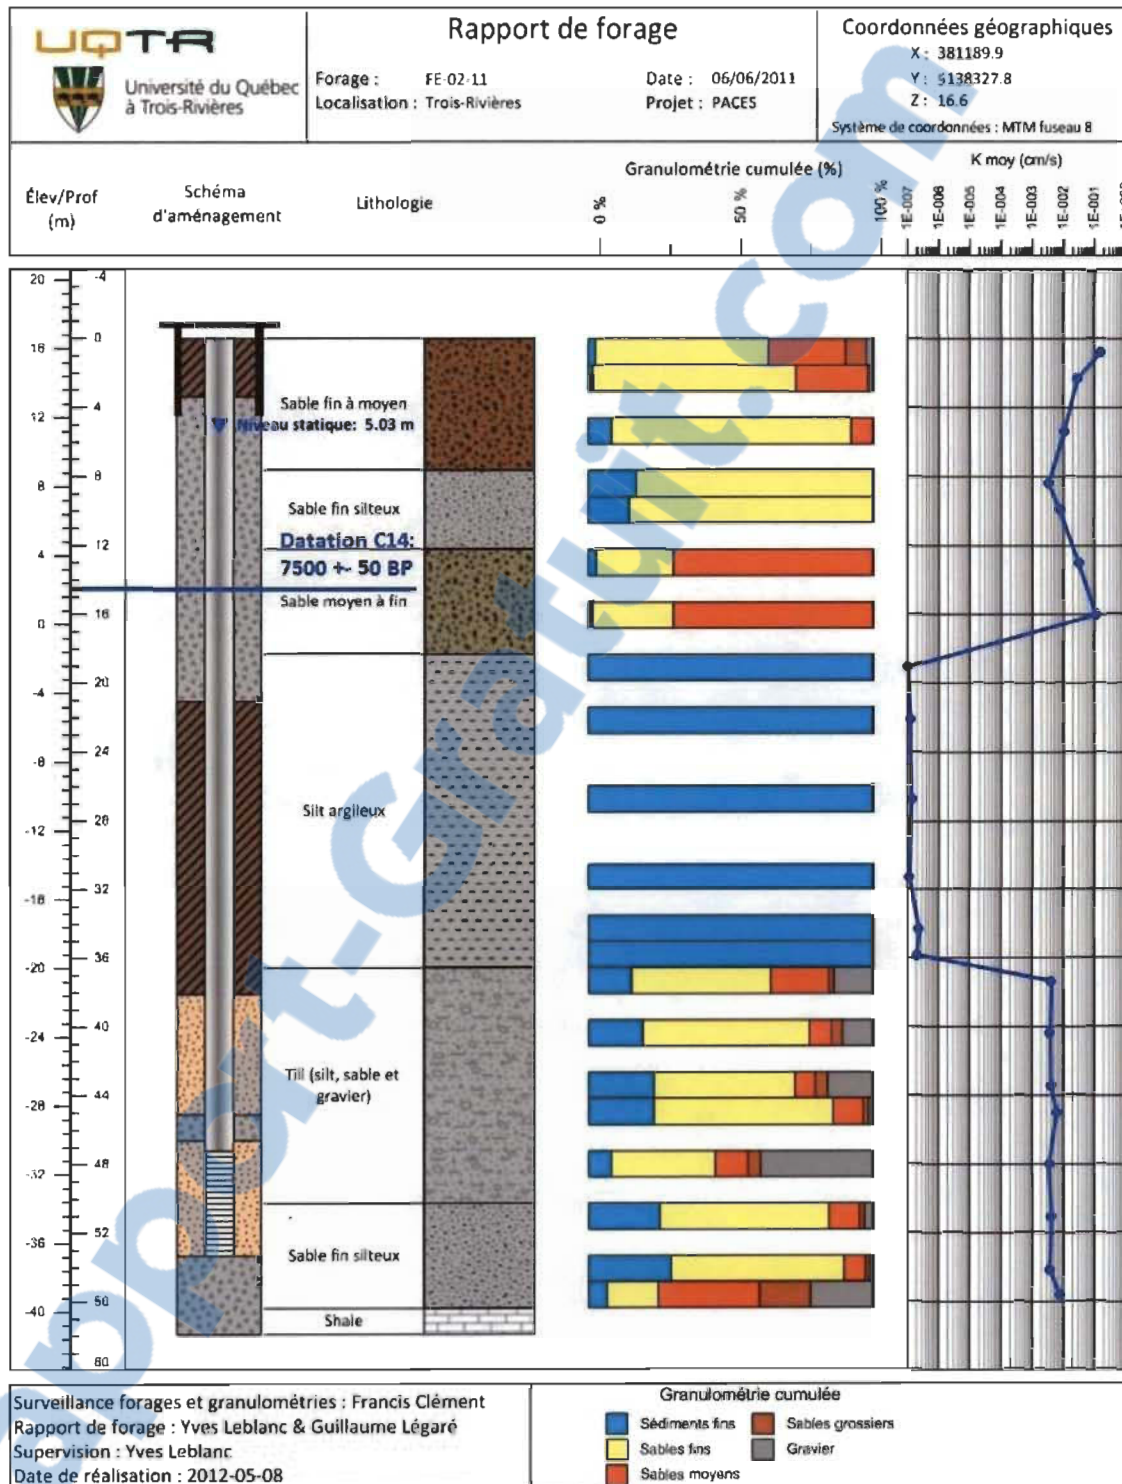 UQTR
Université du Québec
à Trois-Rivières
Rapport de forage
Forage : FE-02-11
Date : 06/06/2011
Localisation : Trois-Rivières
Projet : PACES
Coordonnées géographiques
X : 381189.9
Y : 5138327.8
Z : 16.6
Système de coordonnées : MTM fuseau 8
Élev/Prof
(m)
Schéma
d'aménagement
Lithologie
Granulométrie cumulée (%)
0 % 50 % 100 %
K moy (cm/s)
1E-007 1E-006 1E-005 1E-004 1E-003 1E-002 1E-001
20 -4
16 0
12 4
8 8
4 12
0 16
-4 20
-8 24
-12 28
-16 32
-20 36
-24 40
-28 44
-32 48
-36 52
-40 56
60
Sable fin à moyen
Niveau statique: 5.03 m
Sable fin silteux
Datation C14:
7500 +- 50 BP
Sable moyen à fin
Silt argileux
Till (silt, sable et
gravier)
Sable fin silteux
Shale
Surveillance forages et granulométries : Francis Clément
Rapport de forage : Yves Leblanc & Guillaume Légaré
Supervision : Yves Leblanc
Date de réalisation : 2012-05-08
Granulométrie cumulée
Sédiments fins
Sables grossiers
Sables fins
Gravier
Sables moyens